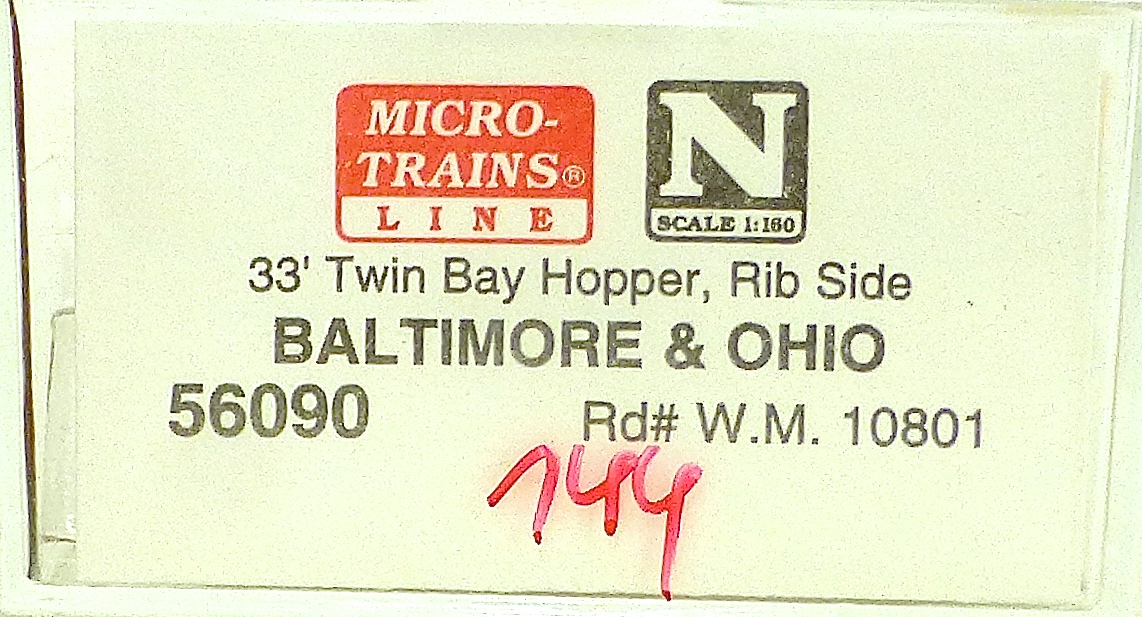 MICRO-
TRAINS®
LINE
N
SCALE 1:160
33' Twin Bay Hopper, Rib Side
BALTIMORE & OHIO
56090 Rd# W.M. 10801
144